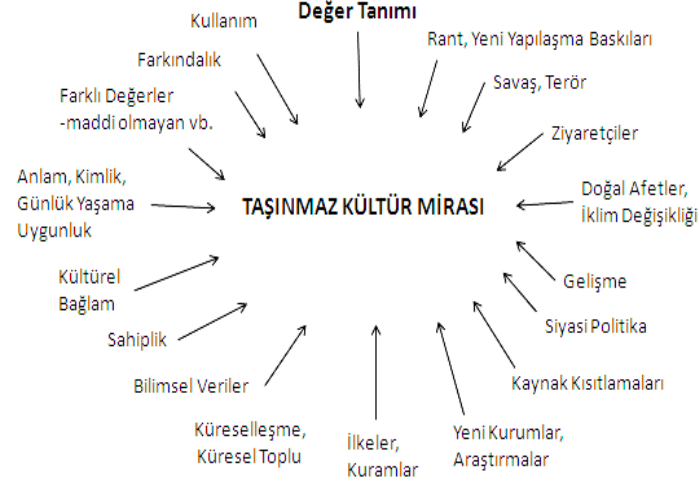 Değer Tanımı
Kullanım
Rant, Yeni Yapılaşma Baskıları
Farkındalık
Savaş, Terör
Farklı Değerler
-maddi olmayan vb.
Ziyaretçiler
Anlam, Kimlik,
Günlük Yaşama
Uygunluk
TAŞINMAZ KÜLTÜR MİRASI
Doğal Afetler,
İklim Değişikliği
Kültürel
Bağlam
Gelişme
Sahiplik
Siyasi Politika
Bilimsel Veriler
Kaynak Kısıtlamaları
Küreselleşme,
Küresel Toplu
İlkeler,
Kuramlar
Yeni Kurumlar,
Araştırmalar